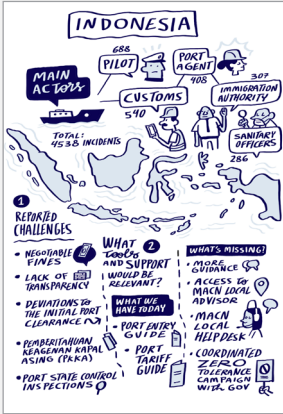 INDONESIA
MAIN
ACTORS
688
PILOT
PORT
AGENT
408
CUSTOMS
540
307
IMMIGRATION
AUTHORITY
SANITARY
OFFICERS
286
TOTAL:
4538 INCIDENTS
1
REPORTED
CHALLENGES
• NEGOTIABLE
FINES
• LACK OF
TRANSPARENCY
• DEVIATIONS TO
THE INITIAL PORT
CLEARANCE
• PEMBERITAHUAN
KEAGENAN KAPAL
ASING (PKKA)
• PORT STATE CONTROL
INSPECTIONS
2
WHAT
TOOLS
AND SUPPORT
WOULD BE
RELEVANT?
WHAT WE
HAVE TODAY
• PORT ENTRY
GUIDE
• PORT
TARIFF
GUIDE
WHAT'S MISSING?
• MORE
GUIDANCE
• ACCESS TO
MACN LOCAL
ADVISOR
• MACN
LOCAL
HELP DESK
• COORDINATED
ZERO
TOLERANCE
CAMPAIGN
WITH GOV